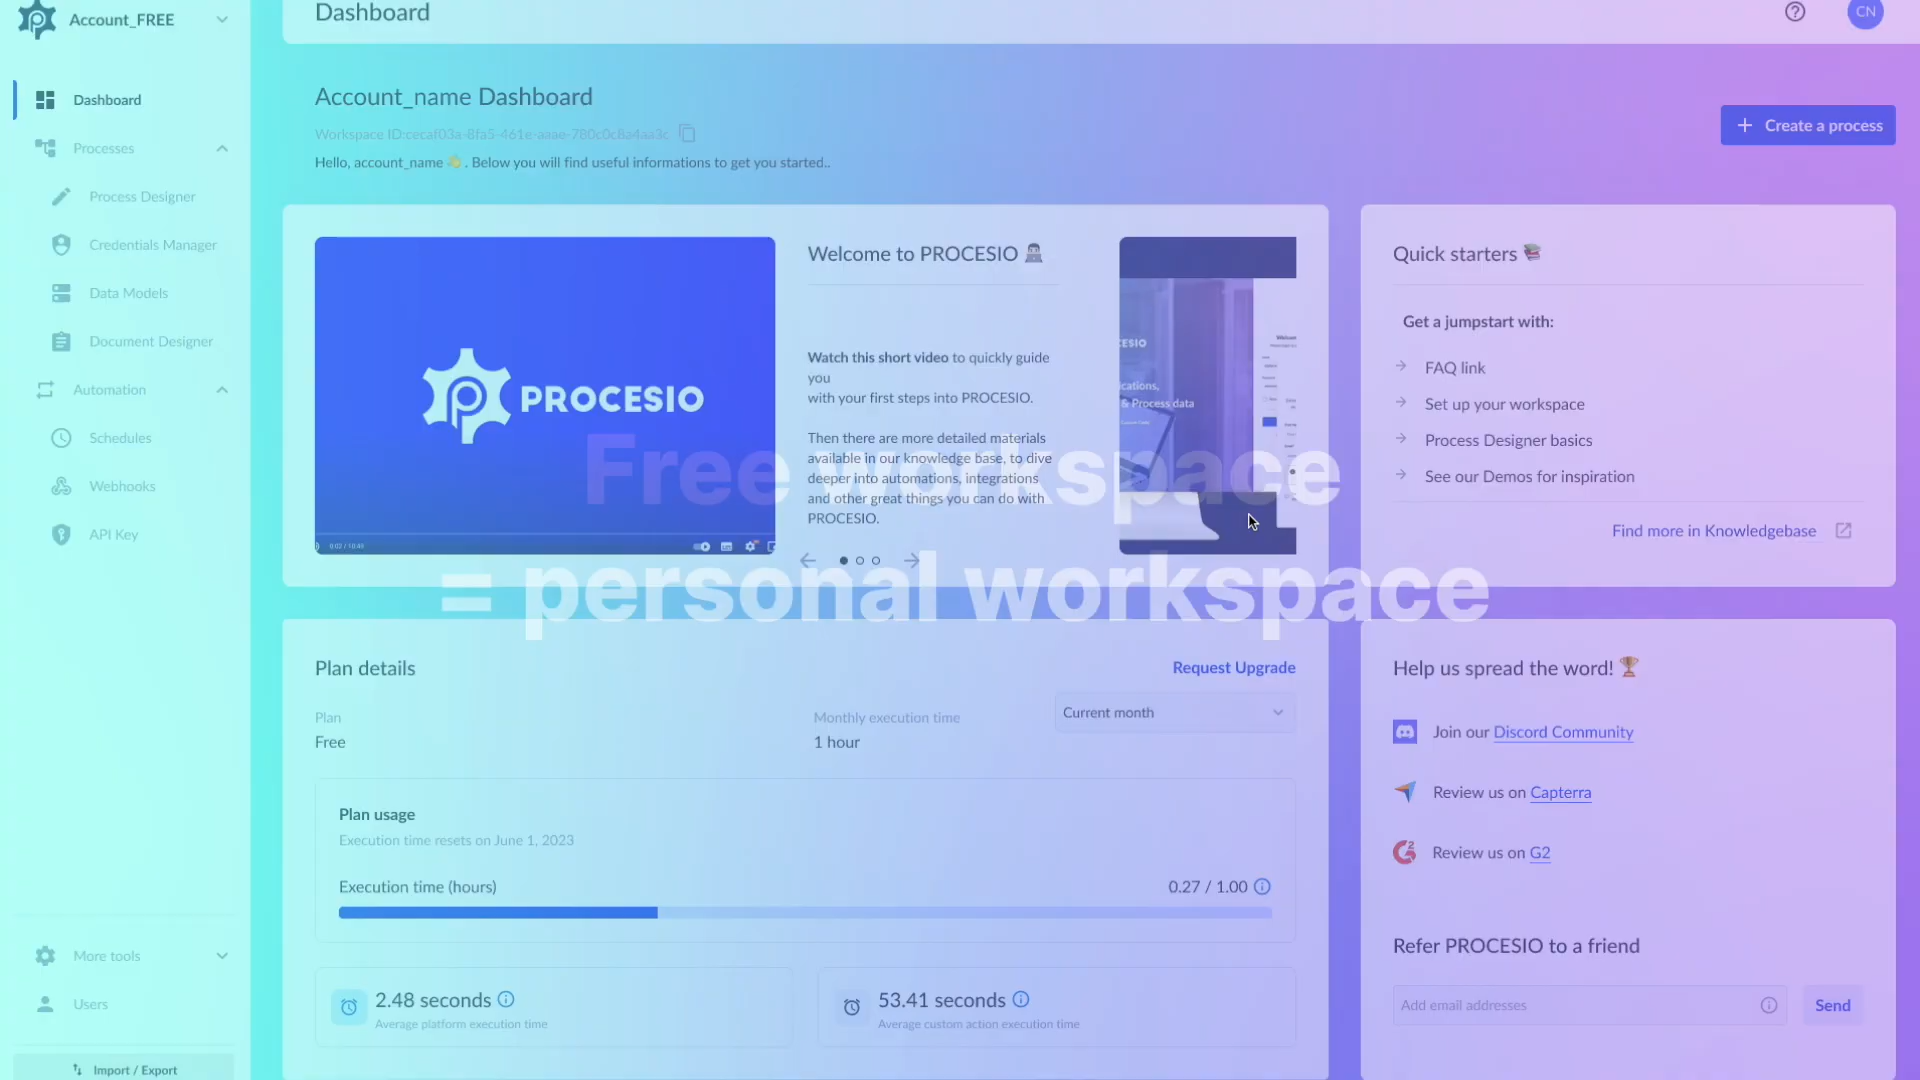 Account_FREE
Dashboard
CN
Dashboard
Processes
Process Designer
Credentials Manager
Data Models
Document Designer
Automation
Schedules
Webhooks
API Key
More tools
Users
Import / Export
Account_name Dashboard
Workspace ID:cecaf03a-8fa5-461e-aaae-780c0c8a4aa3c
Hello, account_name 👋 . Below you will find useful informations to get you started..
+ Create a process
PROCESIO
0:02 / 10:43
Welcome to PROCESIO
Watch this short video to quickly guide
you
with your first steps into PROCESIO.
Then there are more detailed materials
available in our knowledge base, to dive
deeper into automations, integrations
and other great things you can do with
PROCESIO.
CESIO
ications,
& Process data
Free workspace
= personal workspace
Quick starters
Get a jumpstart with:
FAQ link
Set up your workspace
Process Designer basics
See our Demos for inspiration
Find more in Knowledgebase
Plan details
Request Upgrade
Plan
Free
Monthly execution time
1 hour
Current month
Plan usage
Execution time resets on June 1, 2023
Execution time (hours)
0.27 / 1.00
2.48 seconds
Average platform execution time
53.41 seconds
Average custom action execution time
Help us spread the word!
Join our Discord Community
Review us on Capterra
Review us on G2
Refer PROCESIO to a friend
Add email addresses
Send